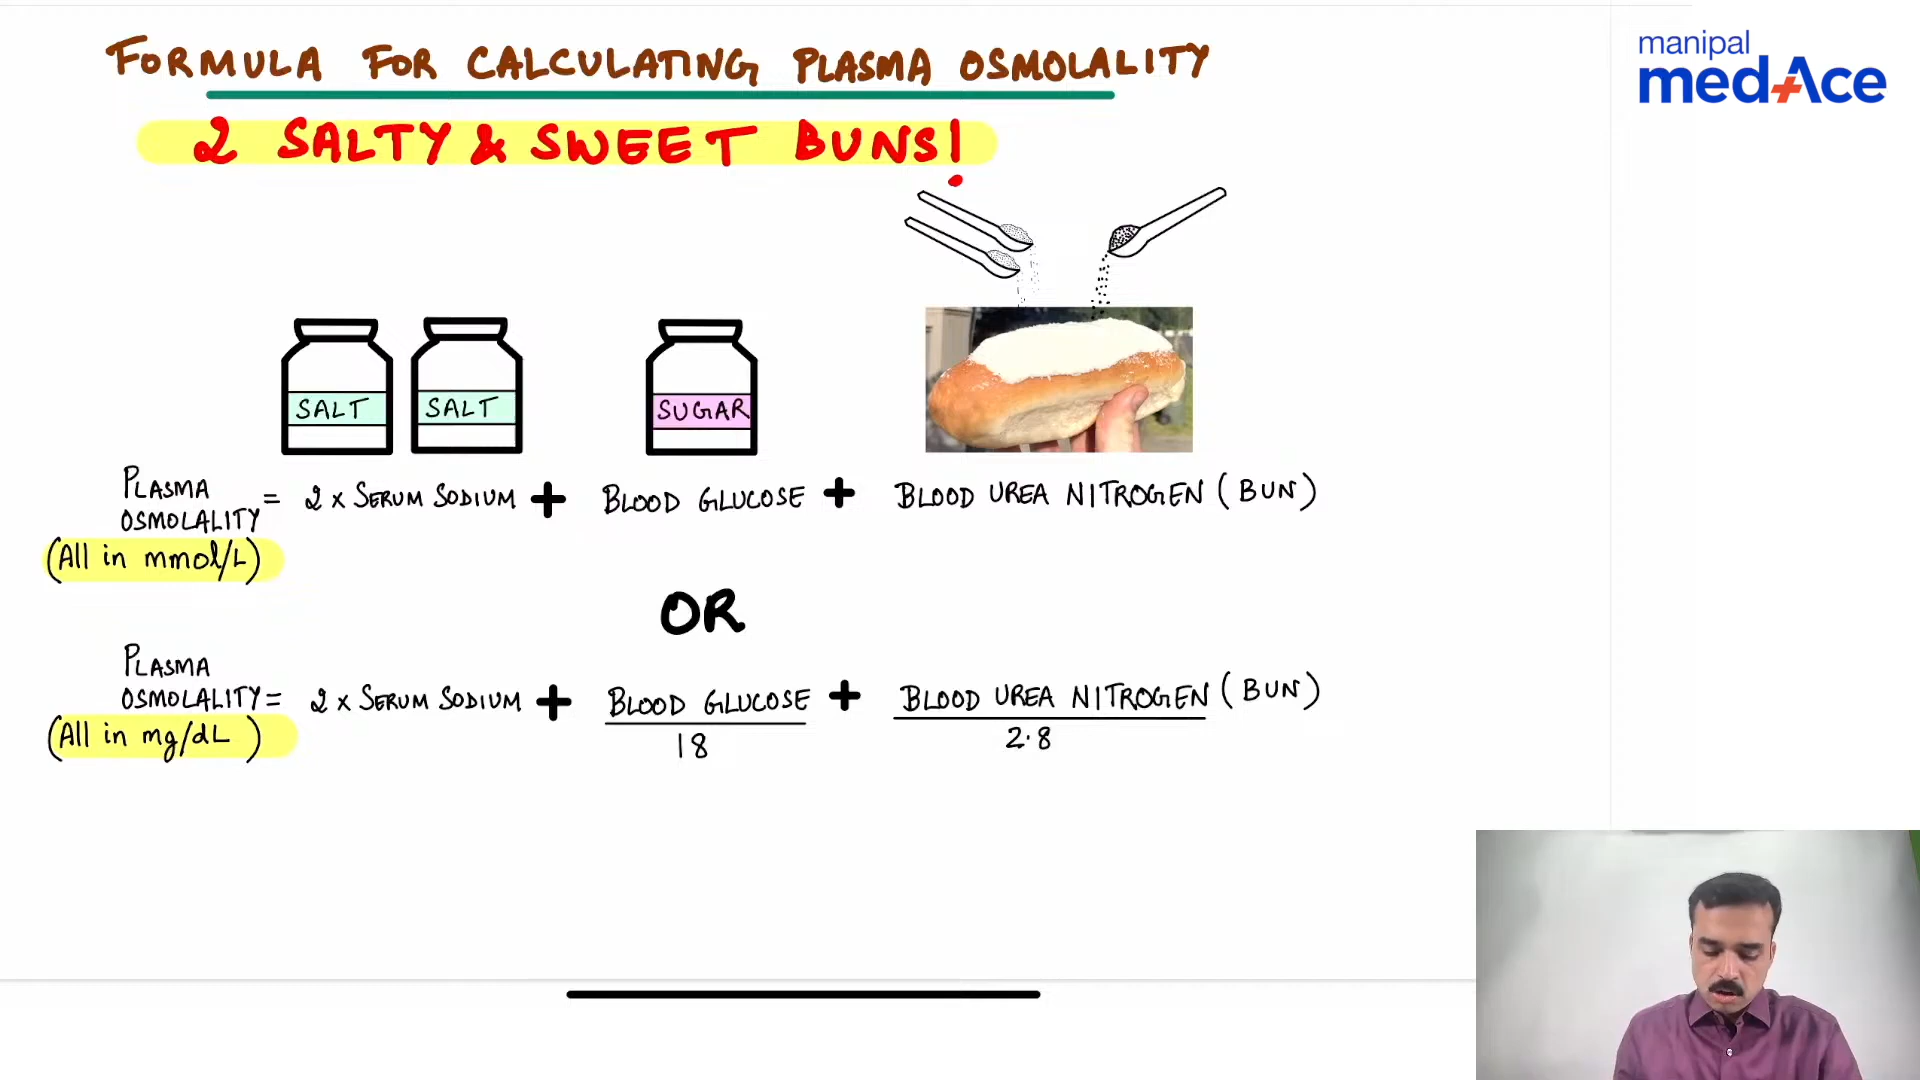 FORMULA FOR CALCULATING PLASMA OSMOLALITY
manipal
medAce
2 SALTY & SWEET BUNS!
SALT SALT SUGAR
PLASMA
OSMOLALITY = 2 x SERUM SODIUM + BLOOD GLUCOSE + BLOOD UREA NITROGEN (BUN)
(All in mmol/L)
OR
PLASMA
OSMOLALITY = 2 x SERUM SODIUM + BLOOD GLUCOSE + BLOOD UREA NITROGEN (BUN)
18 2.8
(All in mg/dL)